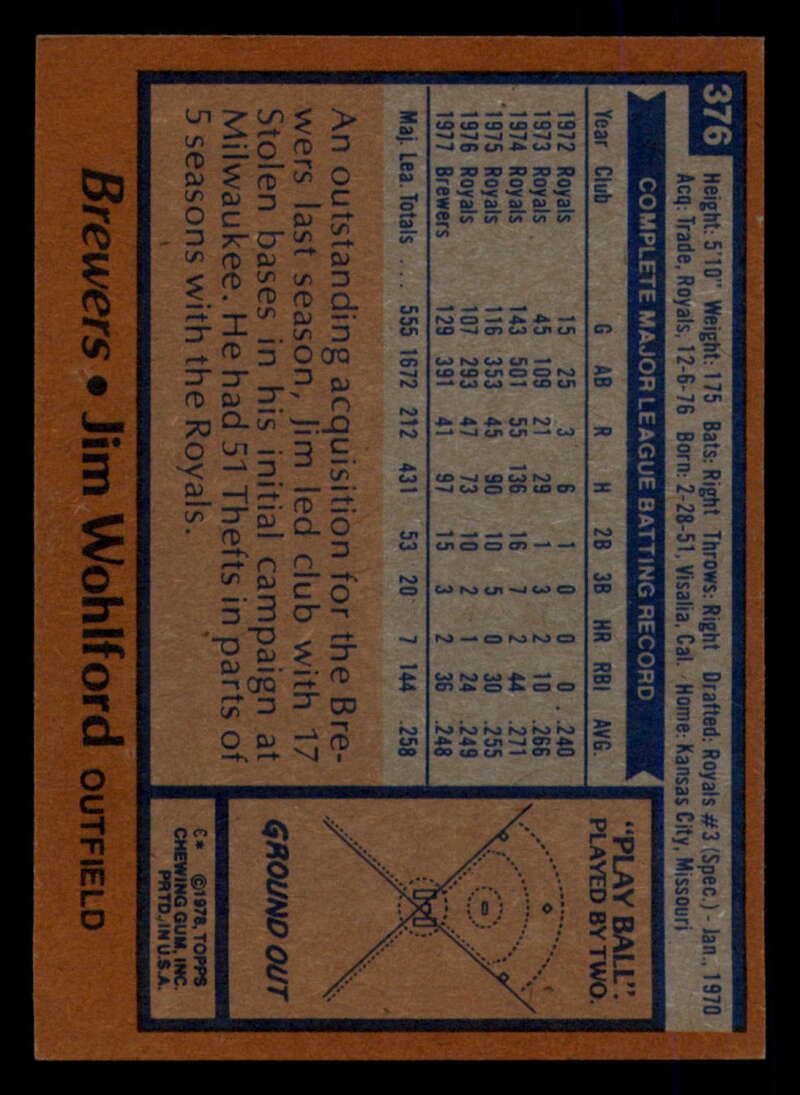 376
Height: 5'10" Weight: 175 Bats: Right Throws: Right Drafted: Royals #3 (Spec.) - Jan., 1970
Acq: Trade, Royals, 12-6-76 Born: 2-28-51, Visalia, Cal. Home: Kansas City, Missouri
COMPLETE MAJOR LEAGUE BATTING RECORD
Year Club G AB R H 2B 3B HR RBI AVG.
1972 Royals 15 25 3 6 1 0 0 0 .240
1973 Royals 45 109 21 29 1 3 2 10 .266
1974 Royals 143 501 55 136 16 7 2 44 .271
1975 Royals 116 353 45 90 10 5 0 30 .255
1976 Royals 107 293 47 73 10 2 1 24 .249
1977 Brewers 129 391 41 97 15 3 2 36 .248
Maj. Lea. Totals .... 555 1672 212 431 53 20 7 144 .258
An outstanding acquisition for the Bre-
wers last season, Jim led club with 17
Stolen bases in his initial campaign at
Milwaukee. He had 51 Thefts in parts of
5 seasons with the Royals.
"PLAY BALL"
PLAYED BY TWO.
GROUND OUT
C* ©1978, TOPPS
CHEWING GUM, INC.
PRTD. IN U.S.A.
Brewers • Jim Wohlford OUTFIELD